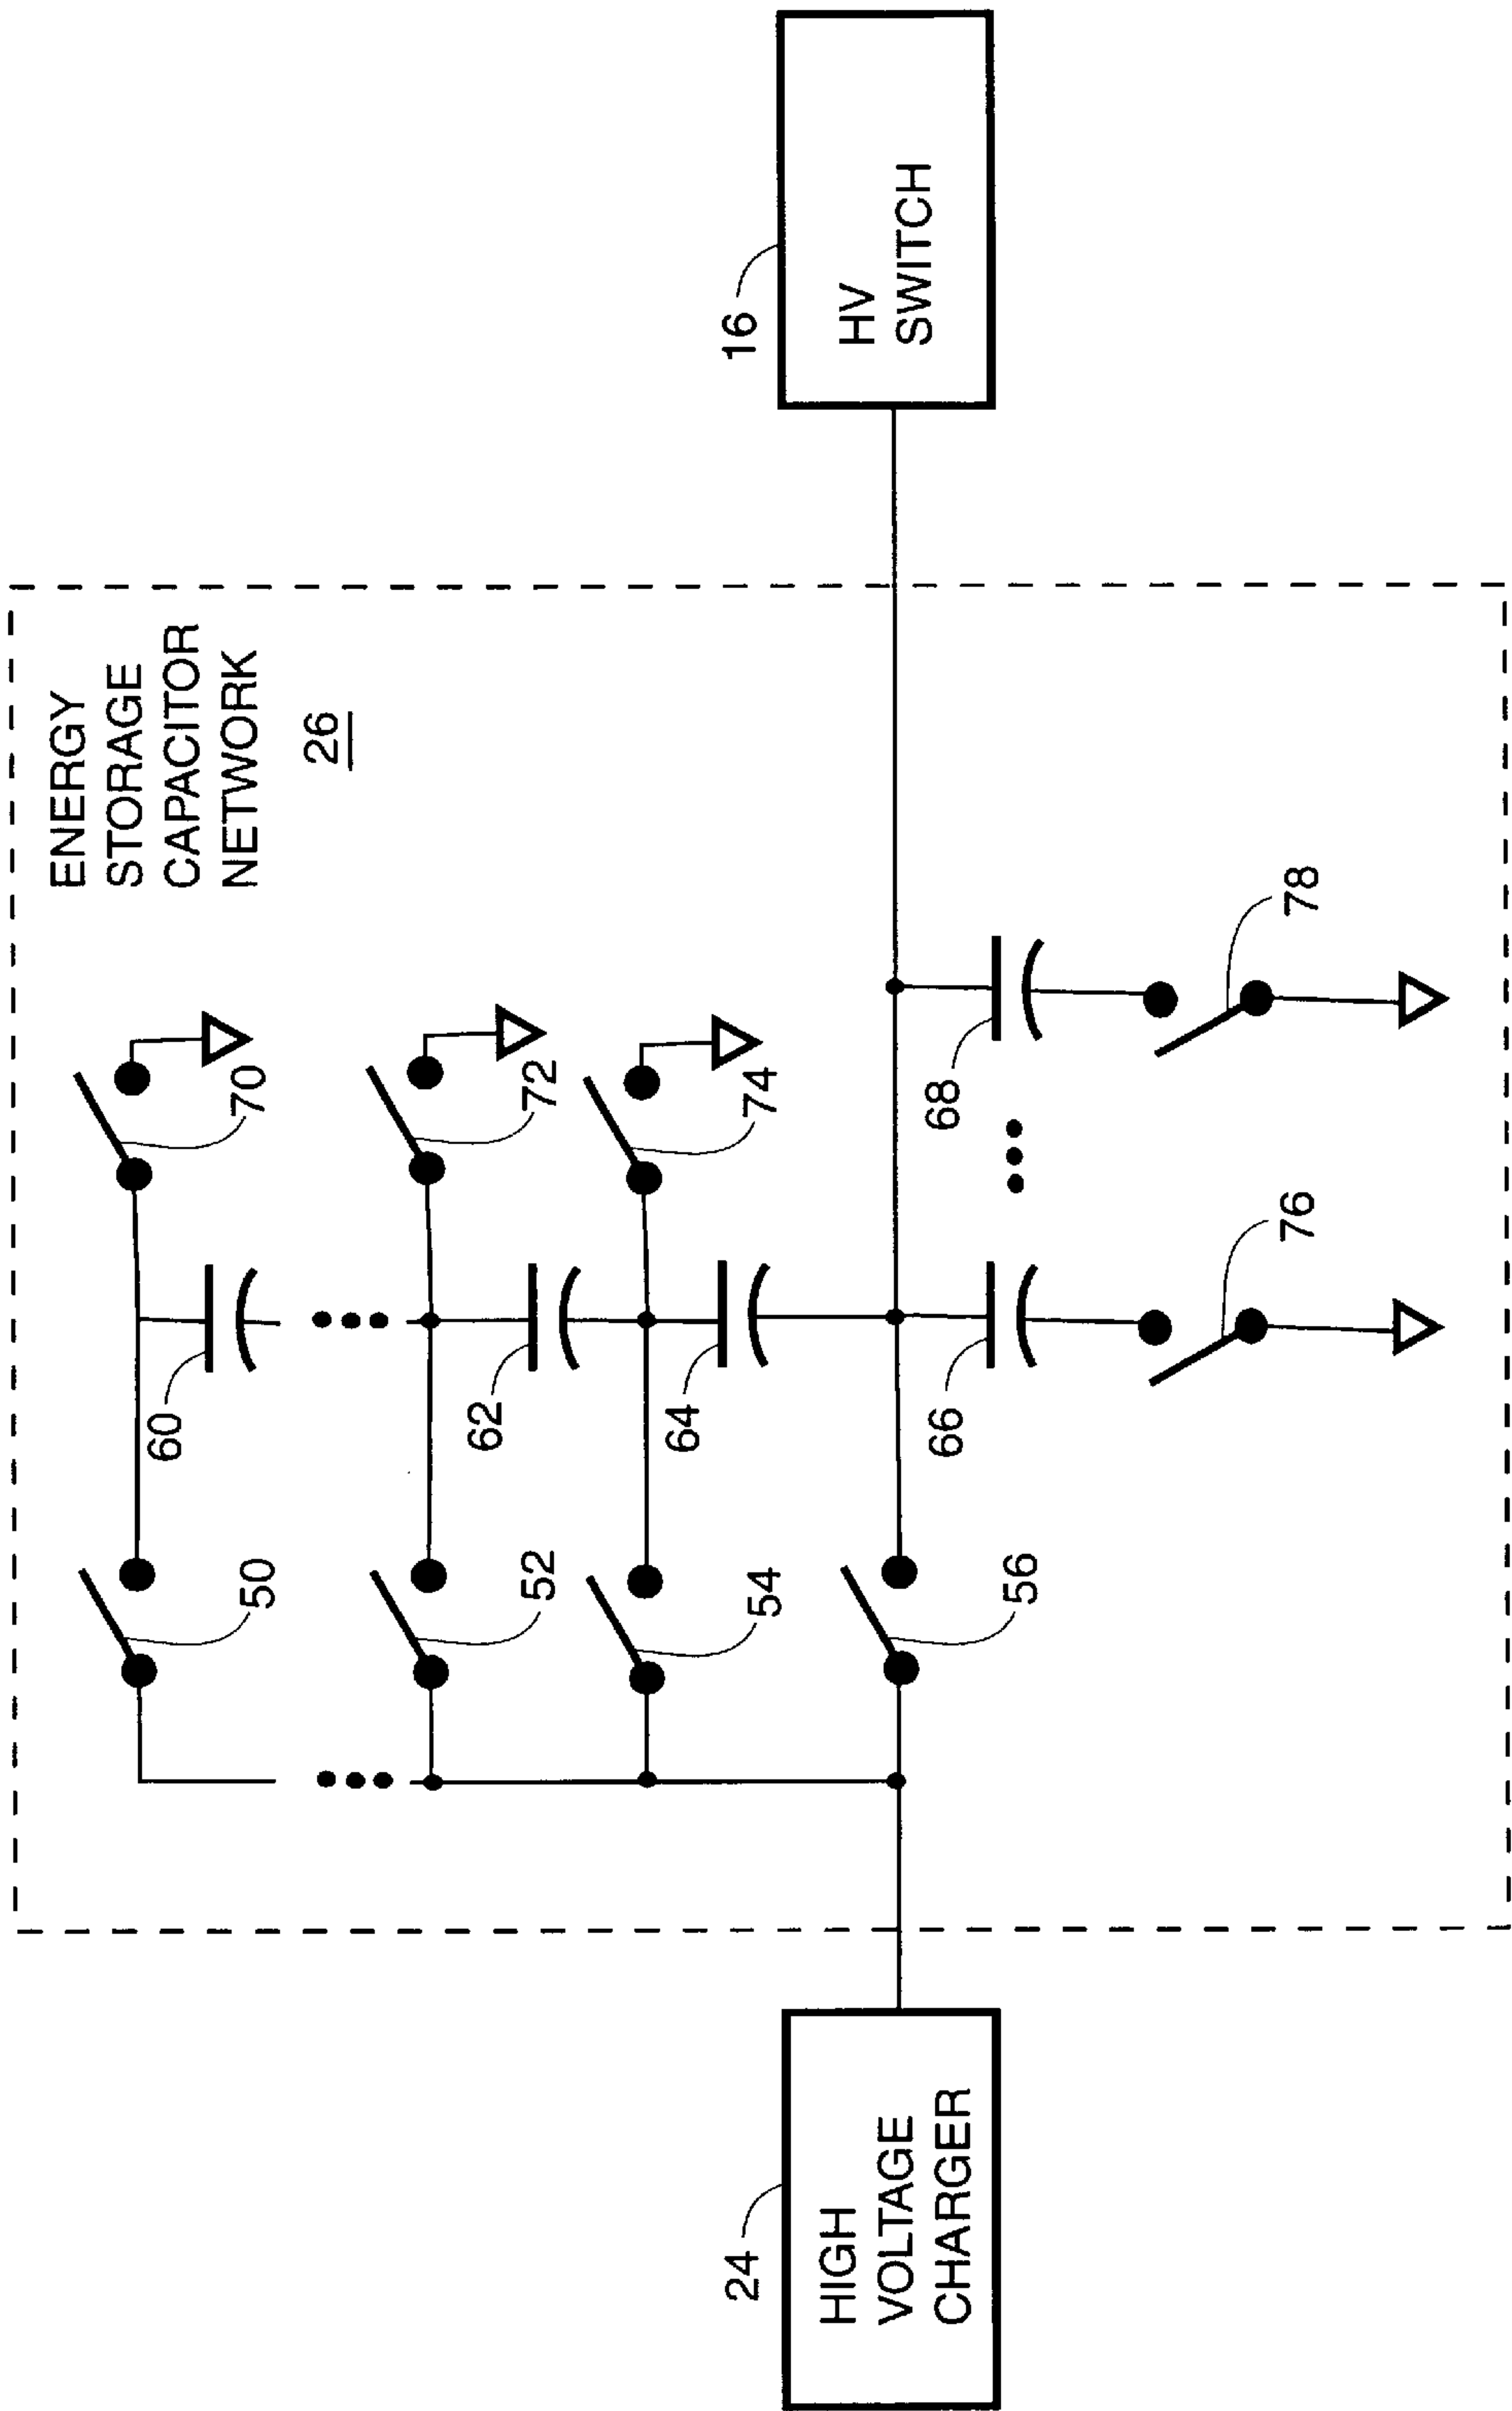 ENERGY
STORAGE
CAPACITOR
NETWORK
26
70
72
74
60
62
64
50
52
54
56
66
68
76
78
24
HIGH
VOLTAGE
CHARGER
16
HV
SWITCH